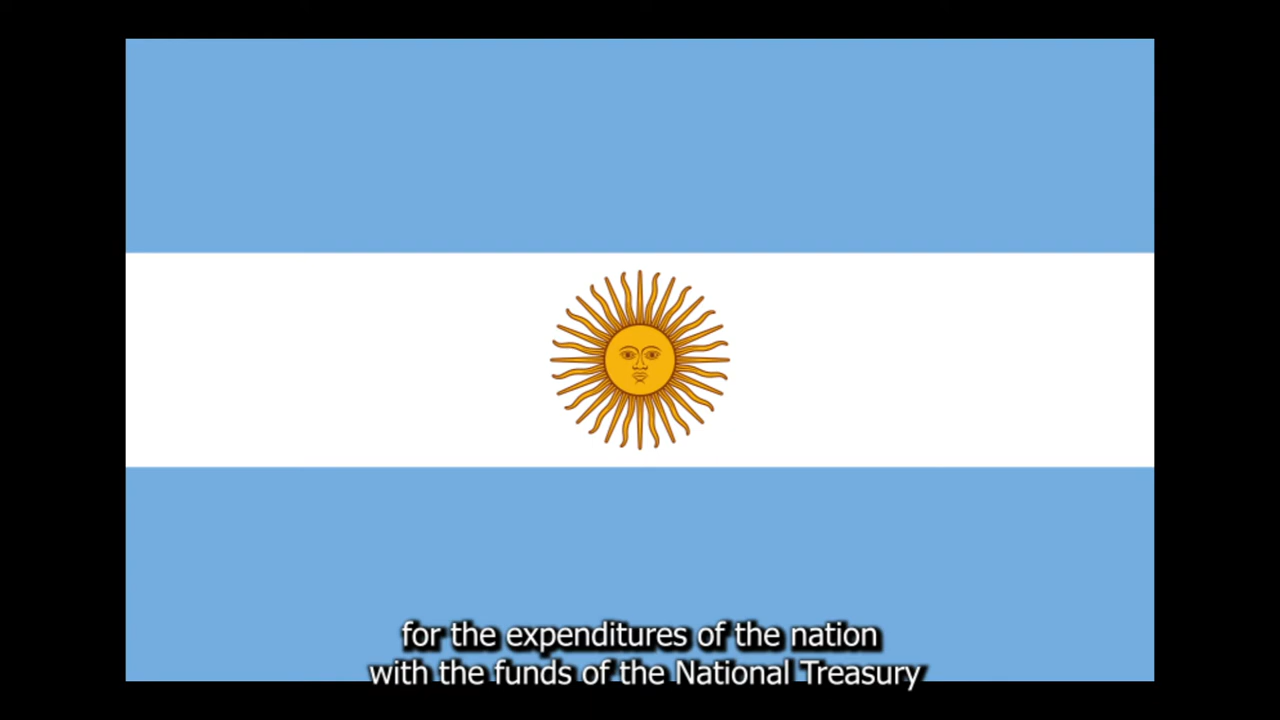 for the expenditures of the nation
with the funds of the National Treasury